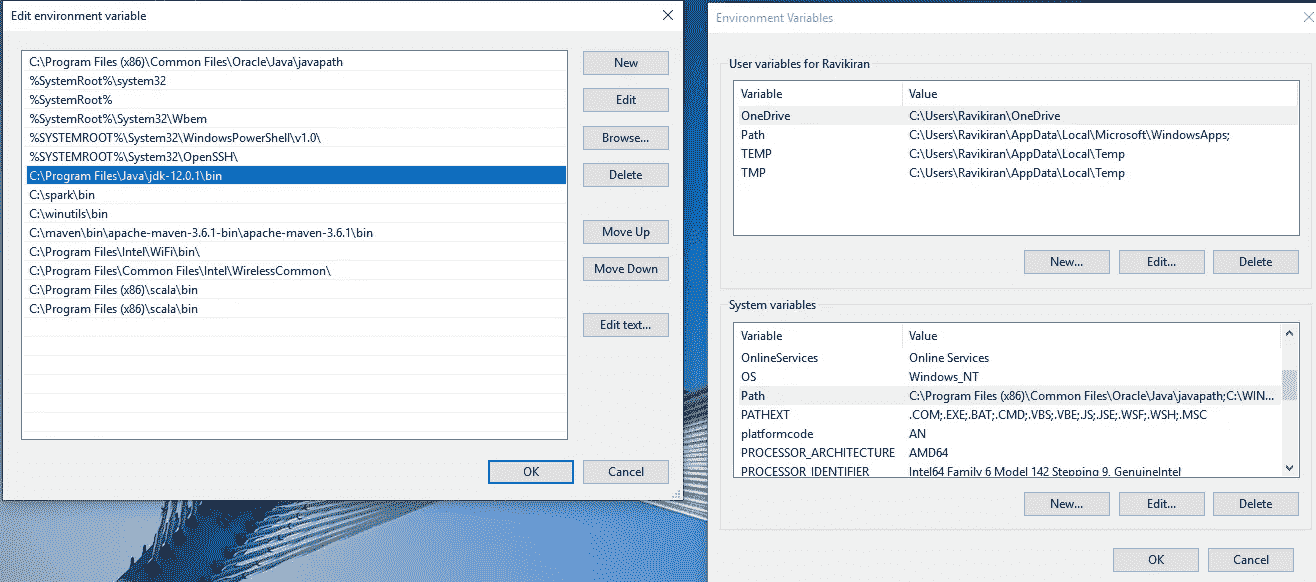 Edit environment variable
C:\Program Files (x86)\Common Files\Oracle\Java\javapath
%SystemRoot%\system32
%SystemRoot%
%SystemRoot%\System32\Wbem
%SYSTEMROOT%\System32\WindowsPowerShell\v1.0\
%SYSTEMROOT%\System32\OpenSSH\
C:\Program Files\Java\jdk-12.0.1\bin
C:\spark\bin
C:\winutils\bin
C:\maven\bin\apache-maven-3.6.1-bin\apache-maven-3.6.1\bin
C:\Program Files\Intel\WiFi\bin\
C:\Program Files\Common Files\Intel\WirelessCommon\
C:\Program Files (x86)\scala\bin
C:\Program Files (x86)\scala\bin
New
Edit
Browse...
Delete
Move Up
Move Down
Edit text...
OK
Cancel
Environment Variables
User variables for Ravikiran
Variable Value
OneDrive C:\Users\Ravikiran\OneDrive
Path C:\Users\Ravikiran\AppData\Local\Microsoft\WindowsApps;
TEMP C:\Users\Ravikiran\AppData\Local\Temp
TMP C:\Users\Ravikiran\AppData\Local\Temp
New... Edit... Delete
System variables
Variable Value
OnlineServices Online Services
OS Windows_NT
Path C:\Program Files (x86)\Common Files\Oracle\Java\javapath;C:\WIN...
PATHEXT .COM;.EXE;.BAT;.CMD;.VBS;.VBE;.JS;.JSE;.WSF;.WSH;.MSC
platformcode AN
PROCESSOR_ARCHITECTURE AMD64
PROCESSOR_IDENTIFIER Intel64 Family 6 Model 142 Stepping 9, GenuineIntel
New... Edit... Delete
OK Cancel